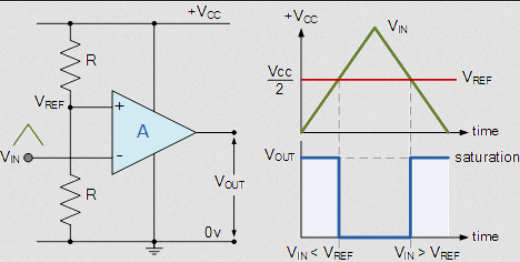 +VCC
R
VREF
+
A
VIN
-
R
VOUT
0v
+VCC
VIN
Vcc
2
VREF
time
VOUT
saturation
time
VIN < VREF
VIN > VREF